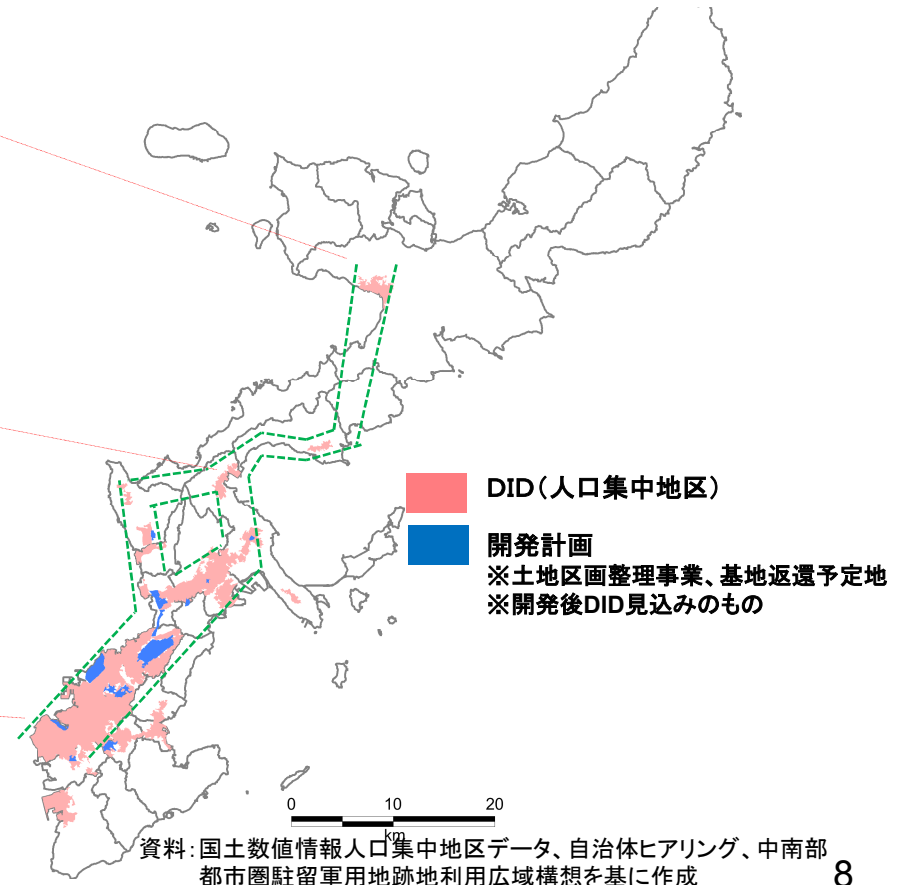 DID(人口集中地区)
開発計画
※土地区画整理事業、基地返還予定地
※開発後DID見込みのもの
0 10 20
km
資料:国土数値情報人口集中地区データ、自治体ヒアリング、中南部
都市圏駐留軍用地跡地利用広域構想を基に作成
8